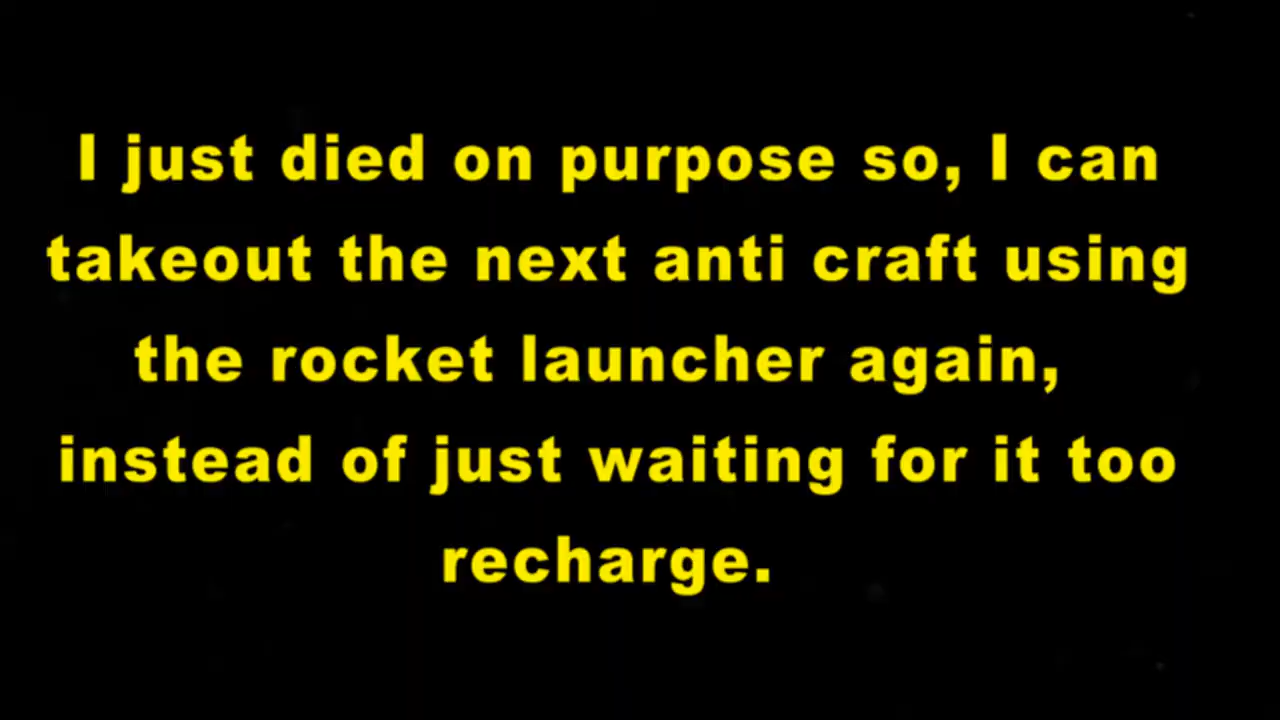 I just died on purpose so, I can
takeout the next anti craft using
the rocket launcher again,
instead of just waiting for it too
recharge.